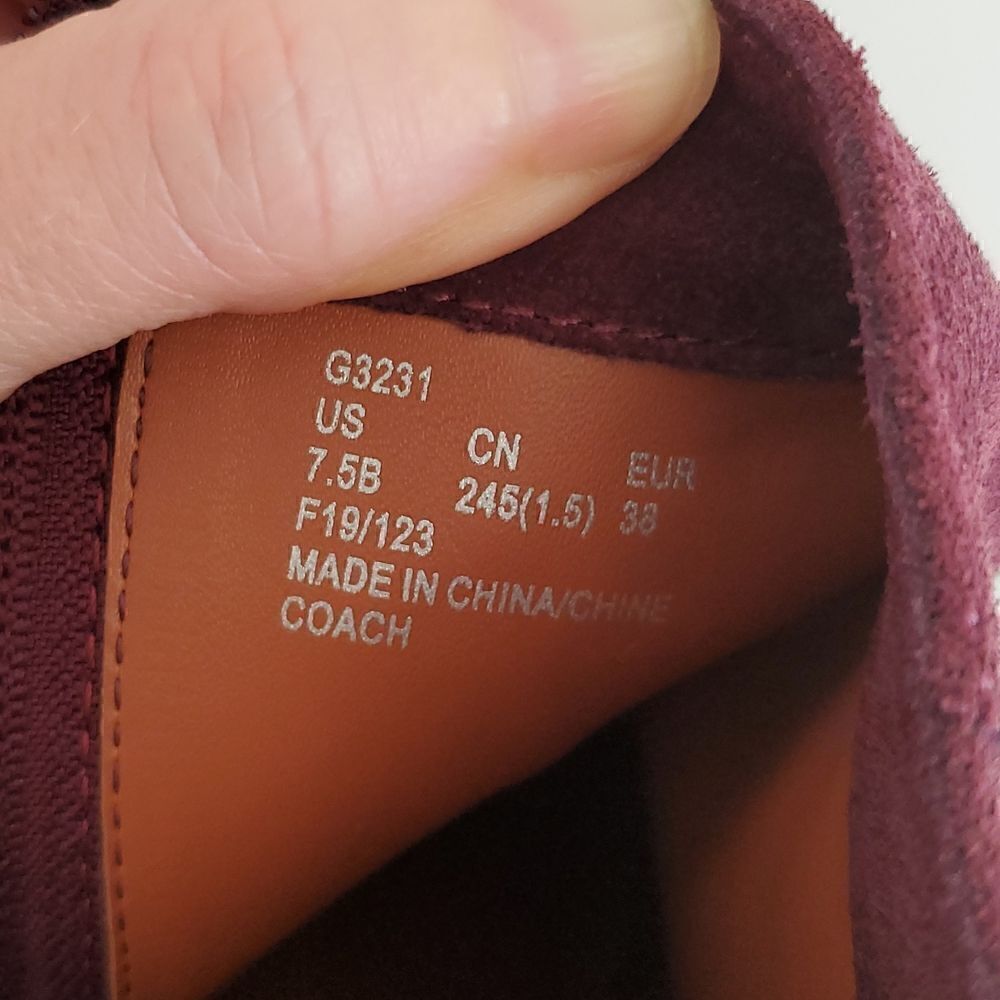 G3231
US CN EUR
7.5B 245(1.5) 38
F19/123
MADE IN CHINA/CHINE
COACH